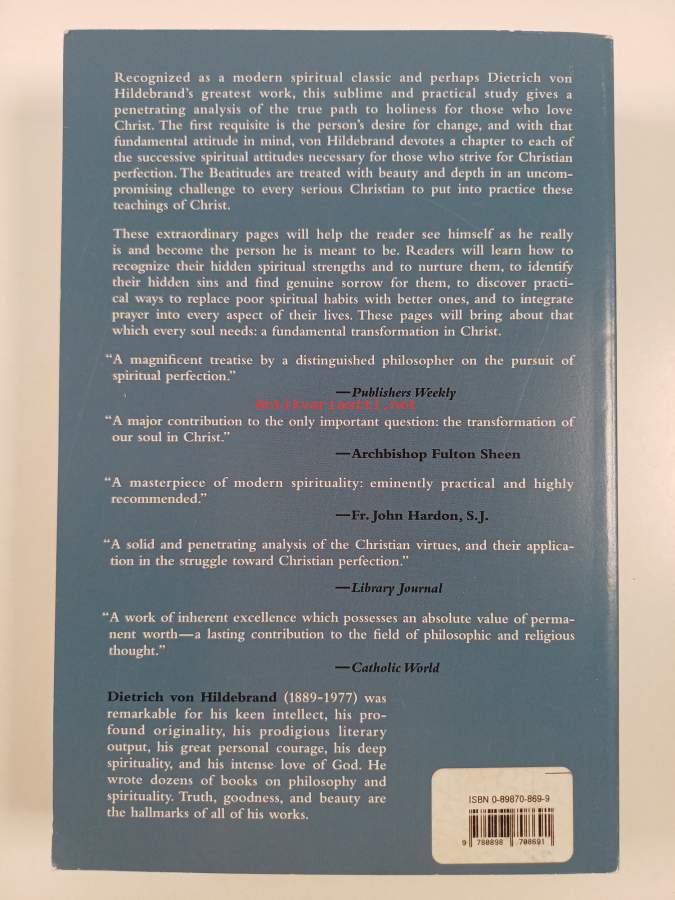 Recognized as a modern spiritual classic and perhaps Dietrich von
Hildebrand's greatest work, this sublime and practical study gives a
penetrating analysis of the true path to holiness for those who love
Christ. The first requisite is the person's desire for change, and with that
fundamental attitude in mind, von Hildebrand devotes a chapter to each of
the successive spiritual attitudes necessary for those who strive for Christian
perfection. The Beatitudes are treated with beauty and depth in an uncom-
promising challenge to every serious Christian to put into practice these
teachings of Christ.
These extraordinary pages will help the reader see himself as he really
is and become the person he is meant to be. Readers will learn how to
recognize their hidden spiritual strengths and to nurture them, to identify
their hidden sins and find genuine sorrow for them, to discover practi-
cal ways to replace poor spiritual habits with better ones, and to integrate
prayer into every aspect of their lives. These pages will bring about that
which every soul needs: a fundamental transformation in Christ.
"A magnificent treatise by a distinguished philosopher on the pursuit of
spiritual perfection."
—Publishers Weekly
Antikvariaatti.net
"A major contribution to the only important question: the transformation of
our soul in Christ."
—Archbishop Fulton Sheen
"A masterpiece of modern spirituality: eminently practical and highly
recommended."
—Fr. John Hardon, S.J.
"A solid and penetrating analysis of the Christian virtues, and their applica-
tion in the struggle toward Christian perfection."
—Library Journal
"A work of inherent excellence which possesses an absolute value of perma-
nent worth—a lasting contribution to the field of philosophic and religious
thought."
—Catholic World
Dietrich von Hildebrand (1889-1977) was
remarkable for his keen intellect, his pro-
found originality, his prodigious literary
output, his great personal courage, his deep
spirituality, and his intense love of God. He
wrote dozens of books on philosophy and
spirituality. Truth, goodness, and beauty are
the hallmarks of all of his works.
ISBN 0-89870-869-9
9 780898 708691